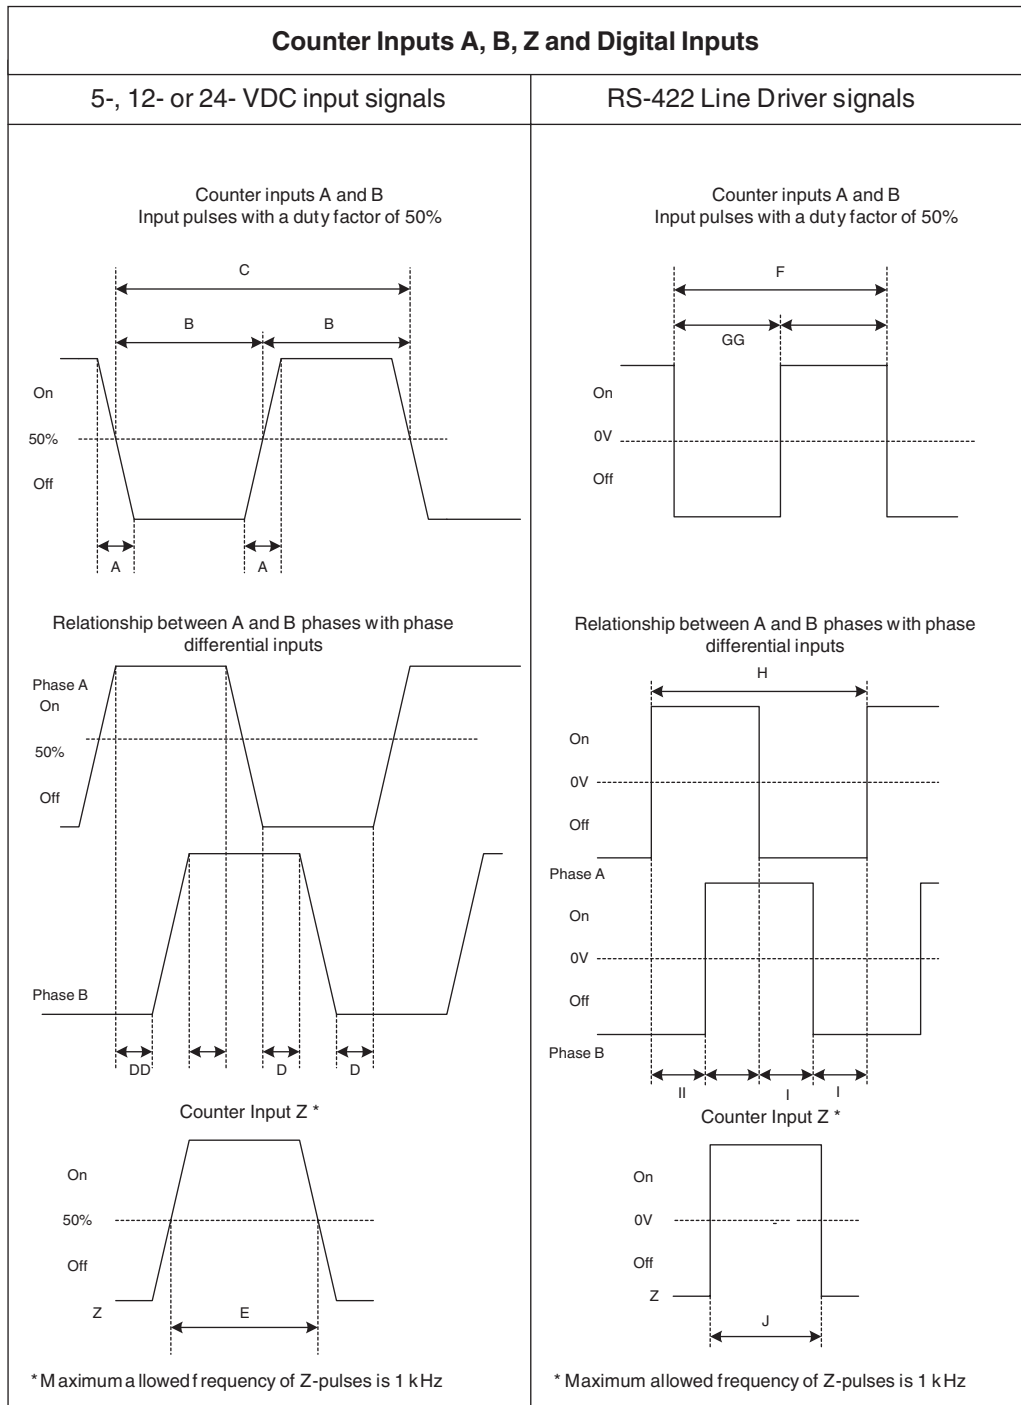 Counter Inputs A, B, Z and Digital Inputs
5-, 12- or 24- VDC input signals
Counter inputs A and B
Input pulses with a duty factor of 50%
C
B B
On
50%
Off
A A
Relationship between A and B phases with phase
differential inputs
Phase A
On
50%
Off
Phase B
DD D D
Counter Input Z *
On
50%
Off
Z
E
* Maximum allowed frequency of Z-pulses is 1 kHz
RS-422 Line Driver signals
Counter inputs A and B
Input pulses with a duty factor of 50%
F
GG
On
0V
Off
Relationship between A and B phases with phase
differential inputs
H
On
0V
Off
Phase A
On
0V
Off
Phase B
II I I
Counter Input Z *
On
0V
Off
Z
J
* Maximum allowed frequency of Z-pulses is 1 kHz